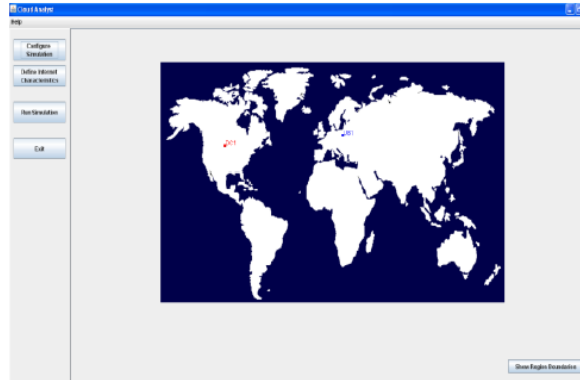 Cloud Analyst
Help
Configure
Simulation
Define Internet
Characteristics
Run Simulation
Exit
DC1
UB1
Show Region Boundaries